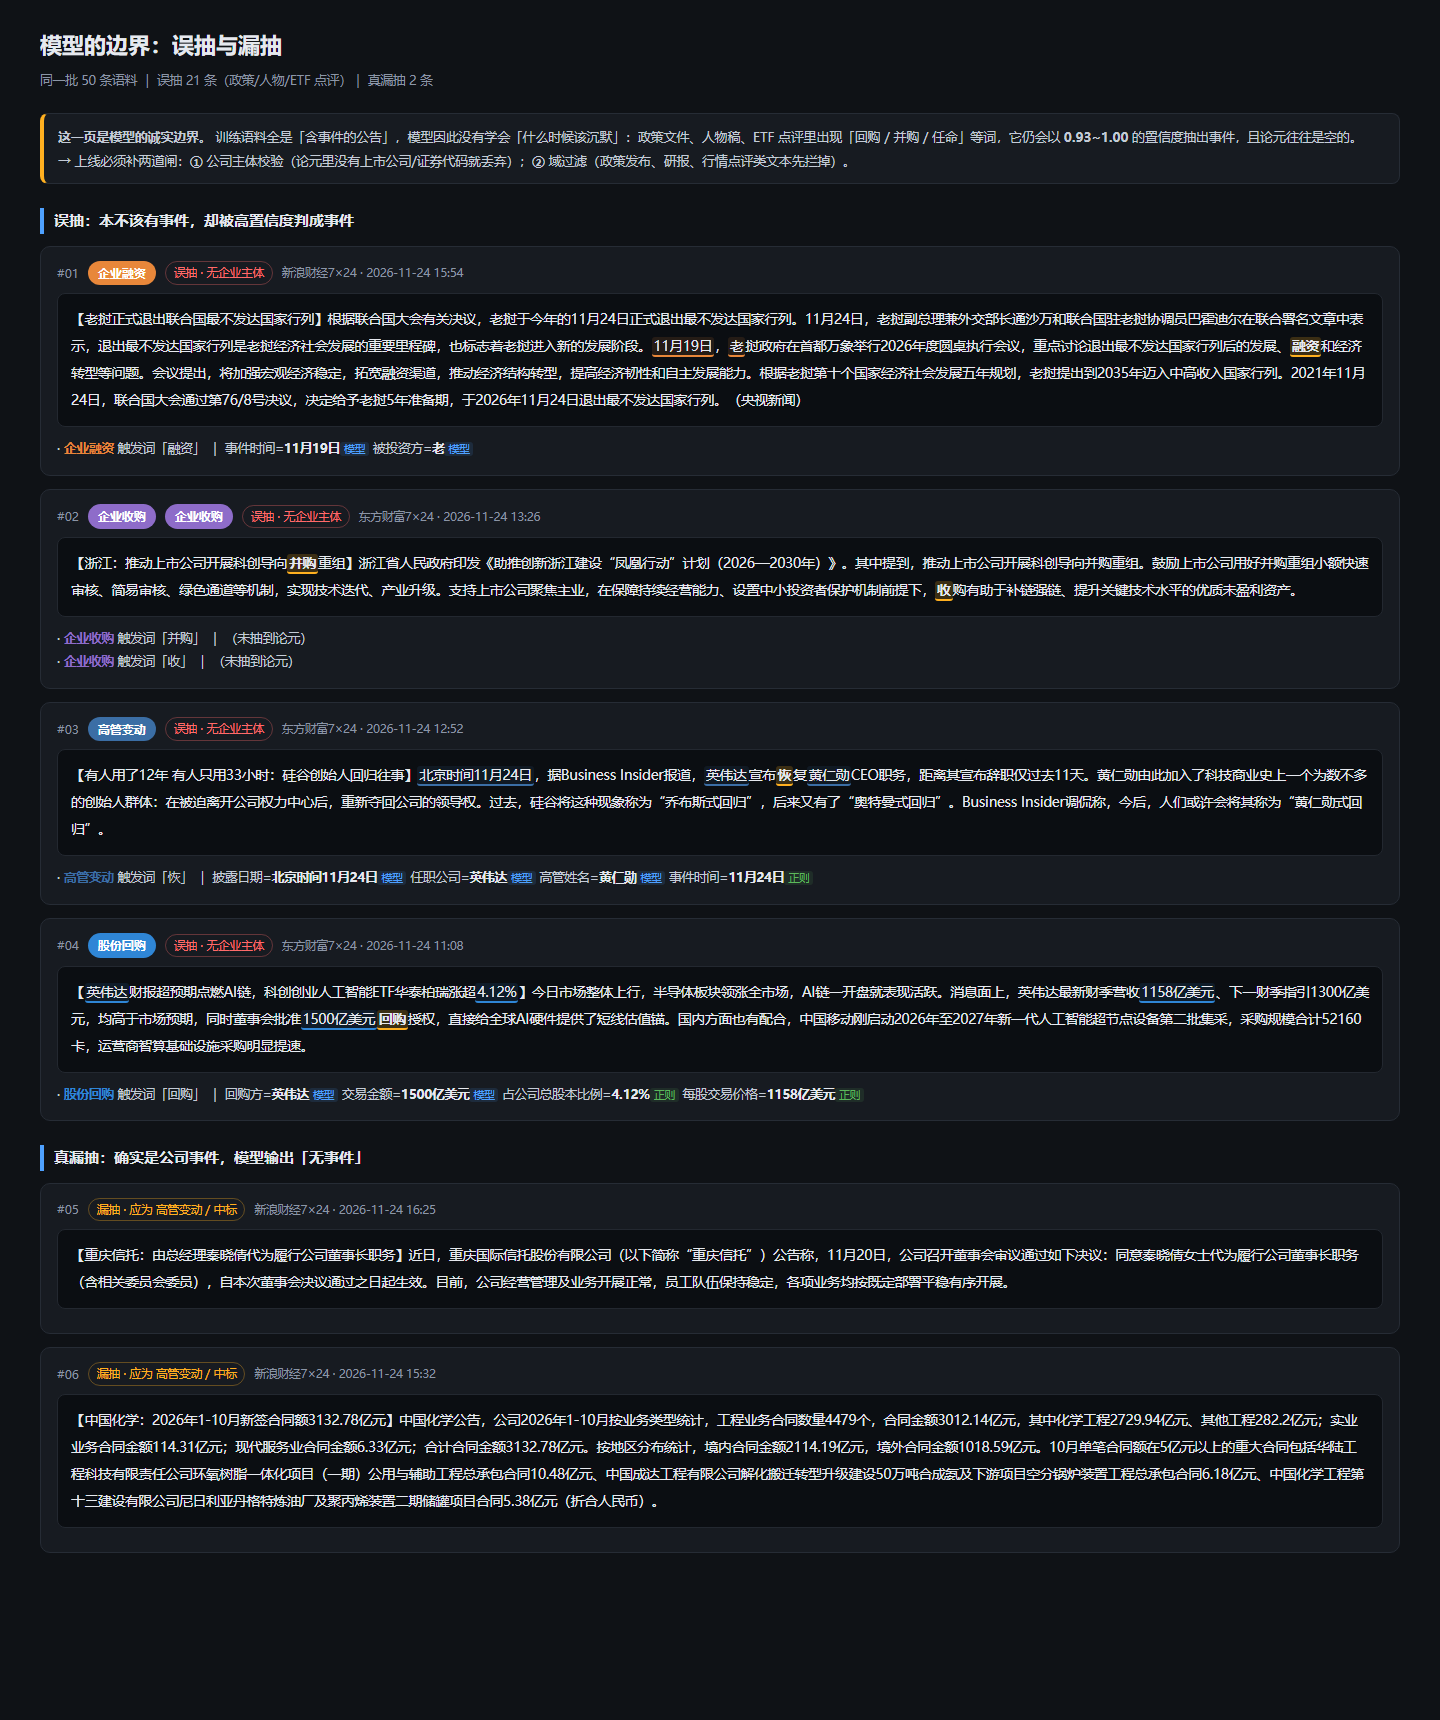 模型的边界：误抽与漏抽
同一批 50 条语料 ｜ 误抽 21 条（政策/人物/ETF 点评） ｜ 真漏抽 2 条
这一页是模型的诚实边界。 训练语料全是「含事件的公告」，模型因此没有学会「什么时候该沉默」：政策文件、人物稿、ETF 点评里出现「回购 / 并购 / 任命」等词，它仍会以 0.93~1.00 的置信度抽出事件，且论元往往是空的。
→ 上线必须补两道闸：① 公司主体校验（论元里没有上市公司/证券代码就丢弃）；② 域过滤（政策发布、研报、行情点评类文本先拦掉）。
误抽：本不该有事件，却被高置信度判成事件
#01 企业融资 误抽 · 无企业主体 新浪财经7×24 · 2026-11-24 15:54
【老挝正式退出联合国最不发达国家行列】根据联合国大会有关决议，老挝于今年的11月24日正式退出最不发达国家行列。11月24日，老挝副总理兼外交部长通沙万和联合国驻老挝协调员巴霍迪尔在联合署名文章中表
示，退出最不发达国家行列是老挝经济社会发展的重要里程碑，也标志着老挝进入新的发展阶段。11月19日，老挝政府在首都万象举行2026年度圆桌执行会议，重点讨论退出最不发达国家行列后的发展、融资和经济
转型等问题。会议提出，将加强宏观经济稳定，拓宽融资渠道，推动经济结构转型，提高经济韧性和自主发展能力。根据老挝第十个国家经济社会发展五年规划，老挝提出到2035年迈入中高收入国家行列。2021年11月
24日，联合国大会通过第76/8号决议，决定给予老挝5年准备期，于2026年11月24日退出最不发达国家行列。（央视新闻）
· 企业融资 触发词「融资」 ｜ 事件时间=11月19日 模型 被投资方=老 模型
#02 企业收购 企业收购 误抽 · 无企业主体 东方财富7×24 · 2026-11-24 13:26
【浙江：推动上市公司开展科创导向并购重组】浙江省人民政府印发《助推创新浙江建设“凤凰行动”计划（2026—2030年）》。其中提到，推动上市公司开展科创导向并购重组。鼓励上市公司用好并购重组小额快速
审核、简易审核、绿色通道等机制，实现技术迭代、产业升级。支持上市公司聚焦主业，在保障持续经营能力、设置中小投资者保护机制前提下，收购有助于补链强链、提升关键技术水平的优质未盈利资产。
· 企业收购 触发词「并购」 ｜ （未抽到论元）
· 企业收购 触发词「收」 ｜ （未抽到论元）
#03 高管变动 误抽 · 无企业主体 东方财富7×24 · 2026-11-24 12:52
【有人用了12年 有人只用33小时：硅谷创始人回归往事】北京时间11月24日，据Business Insider报道，英伟达宣布恢复黄仁勋CEO职务，距离其宣布辞职仅过去11天。黄仁勋由此加入了科技商业史上一个为数不多
的创始人群体：在被迫离开公司权力中心后，重新夺回公司的领导权。过去，硅谷将这种现象称为“乔布斯式回归”，后来又有了“奥特曼式回归”。Business Insider调侃称，今后，人们或许会将其称为“黄仁勋式回
归”。
· 高管变动 触发词「恢」 ｜ 披露日期=北京时间11月24日 模型 任职公司=英伟达 模型 高管姓名=黄仁勋 模型 事件时间=11月24日 正则
#04 股份回购 误抽 · 无企业主体 东方财富7×24 · 2026-11-24 11:08
【英伟达财报超预期点燃AI链，科创创业人工智能ETF华泰柏瑞涨超4.12%】今日市场整体上行，半导体板块领涨全市场，AI链一开盘就表现活跃。消息面上，英伟达最新财季营收1158亿美元、下一财季指引1300亿美
元，均高于市场预期，同时董事会批准1500亿美元回购授权，直接给全球AI硬件提供了短线估值锚。国内方面也有配合，中国移动刚启动2026年至2027年新一代人工智能超节点设备第二批集采，采购规模合计52160
卡，运营商智算基础设施采购明显提速。
· 股份回购 触发词「回购」 ｜ 回购方=英伟达 模型 交易金额=1500亿美元 模型 占公司总股本比例=4.12% 正则 每股交易价格=1158亿美元 正则
真漏抽：确实是公司事件，模型输出「无事件」
#05 漏抽 · 应为 高管变动 / 中标 新浪财经7×24 · 2026-11-24 16:25
【重庆信托：由总经理秦晓倩代为履行公司董事长职务】近日，重庆国际信托股份有限公司（以下简称“重庆信托”）公告称，11月20日，公司召开董事会审议通过如下决议：同意秦晓倩女士代为履行公司董事长职务
（含相关委员会委员），自本次董事会决议通过之日起生效。目前，公司经营管理及业务开展正常，员工队伍保持稳定，各项业务均按既定部署平稳有序开展。
#06 漏抽 · 应为 高管变动 / 中标 新浪财经7×24 · 2026-11-24 15:32
【中国化学：2026年1-10月新签合同额3132.78亿元】中国化学公告，公司2026年1-10月按业务类型统计，工程业务合同数量4479个，合同金额3012.14亿元，其中化学工程2729.94亿元、其他工程282.2亿元；实业
业务合同金额114.31亿元；现代服务业合同金额6.33亿元；合计合同金额3132.78亿元。按地区分布统计，境内合同金额2114.19亿元，境外合同金额1018.59亿元。10月单笔合同额在5亿元以上的重大合同包括华陆工
程科技有限责任公司环氧树脂一体化项目（一期）公用与辅助工程总承包合同10.48亿元、中国成达工程有限公司解化搬迁转型升级建设50万吨合成氨及下游项目空分锅炉装置工程总承包合同6.18亿元、中国化学工程第
十三建设有限公司尼日利亚丹格特炼油厂及聚丙烯装置二期储罐项目合同5.38亿元（折合人民币）。